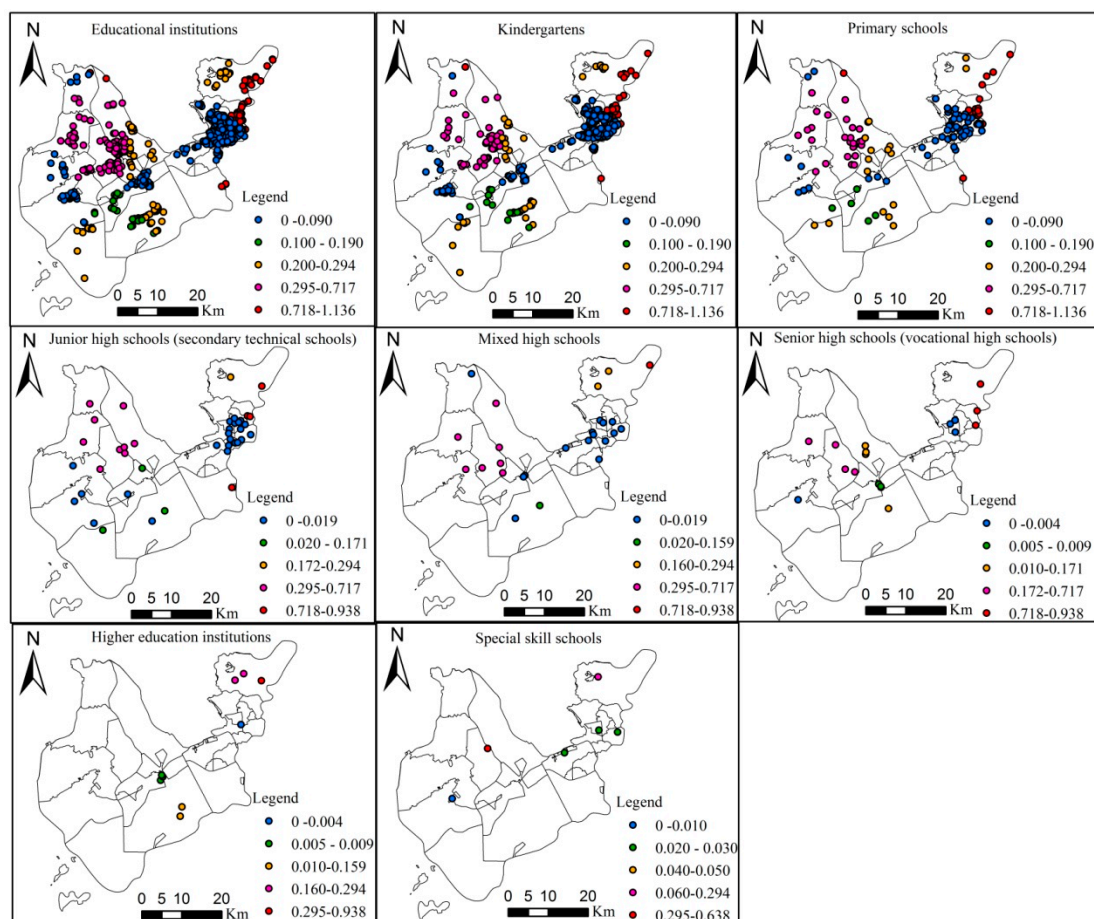 N
Educational institutions
Legend
0 -0.090
0.100 - 0.190
0.200-0.294
0.295-0.717
0.718-1.136
0 5 10 20
Km
N
Kindergartens
Legend
0 -0.090
0.100 - 0.190
0.200-0.294
0.295-0.717
0.718-1.136
0 5 10 20
Km
N
Primary schools
Legend
0 -0.090
0.100 - 0.190
0.200-0.294
0.295-0.717
0.718-1.136
0 5 10 20
Km
N
Junior high schools (secondary technical schools)
Legend
0 -0.019
0.020 - 0.171
0.172-0.294
0.295-0.717
0.718-0.938
0 5 10 20
Km
N
Mixed high schools
Legend
0-0.019
0.020-0.159
0.160-0.294
0.295-0.717
0.718-0.938
0 5 10 20
Km
N
Senior high schools (vocational high schools)
Legend
0 -0.004
0.005 - 0.009
0.010-0.171
0.172-0.717
0.718-0.938
0 5 10 20
Km
N
Higher education institutions
Legend
0 -0.004
0.005 - 0.009
0.010-0.159
0.160-0.294
0.295-0.938
0 5 10 20
Km
N
Special skill schools
Legend
0 -0.010
0.020 - 0.030
0.040-0.050
0.060-0.294
0.295-0.638
0 5 10 20
Km